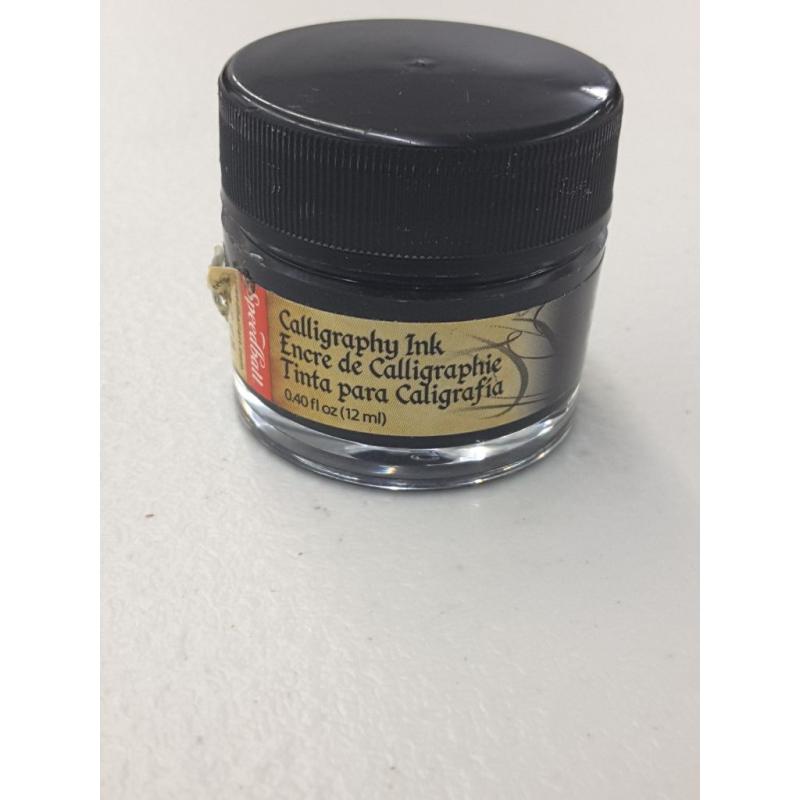 Speedball
Calligraphy Ink
Encre de Calligraphie
Tinta para Caligrafía
0.40 fl oz (12 ml)